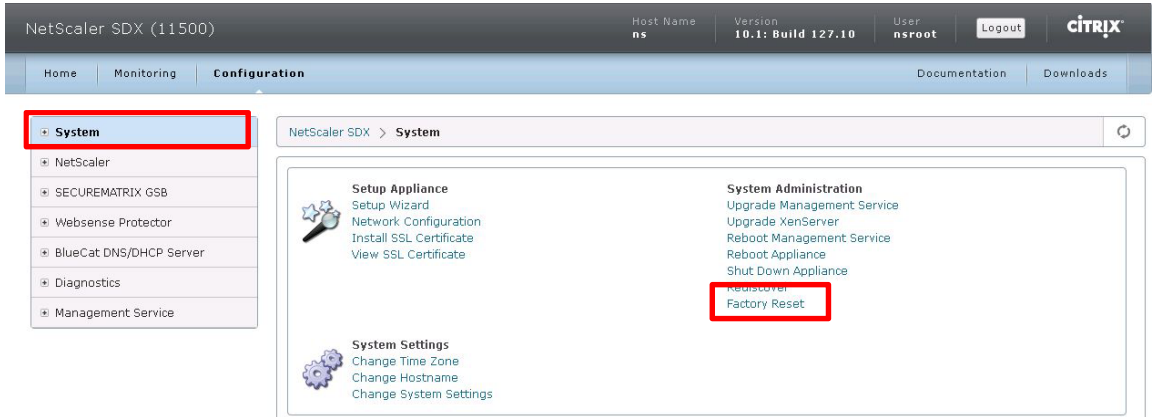 NetScaler SDX (11500)
Host Name
ns
Version
10.1: Build 127.10
User
nsroot
Logout
CITRIX
Home
Monitoring
Configuration
Documentation
Downloads
System
NetScaler
SECUREMATRIX GSB
Websense Protector
BlueCat DNS/DHCP Server
Diagnostics
Management Service
NetScaler SDX > System
Setup Appliance
Setup Wizard
Network Configuration
Install SSL Certificate
View SSL Certificate
System Administration
Upgrade Management Service
Upgrade XenServer
Reboot Management Service
Reboot Appliance
Shut Down Appliance
Rediscover
Factory Reset
System Settings
Change Time Zone
Change Hostname
Change System Settings